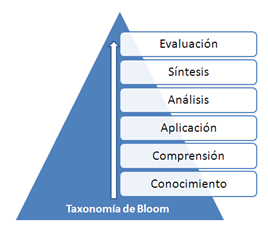 Evaluación
Síntesis
Análisis
Aplicación
Comprensión
Conocimiento
Taxonomía de Bloom